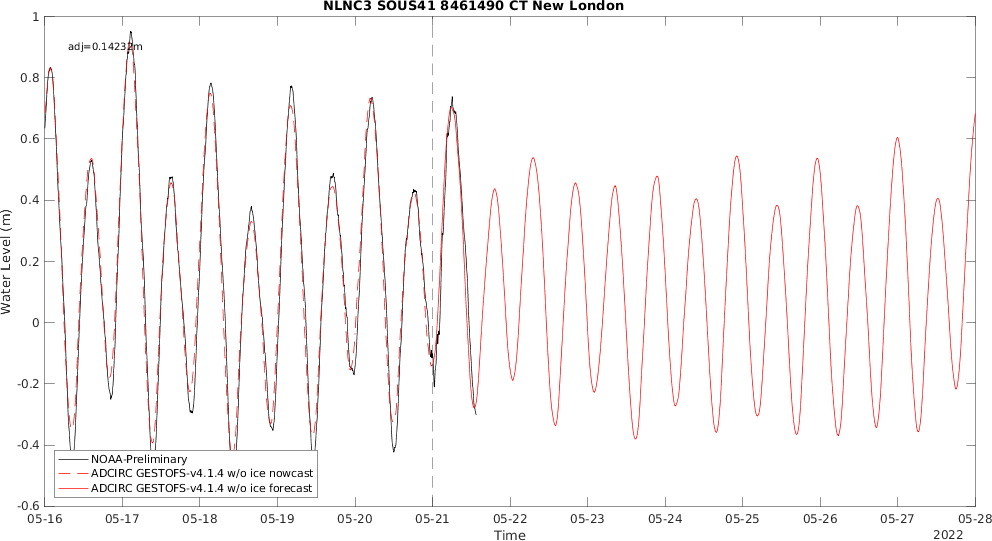 NLNC3 SOUS41 8461490 CT New London
adj=0.14232m
1
0.8
0.6
0.4
0.2
0
-0.2
-0.4
-0.6
Water Level (m)
NOAA-Preliminary
ADCIRC GESTOFS-v4.1.4 w/o ice nowcast
ADCIRC GESTOFS-v4.1.4 w/o ice forecast
05-16 05-17 05-18 05-19 05-20 05-21 05-22 05-23 05-24 05-25 05-26 05-27 05-28
Time
2022